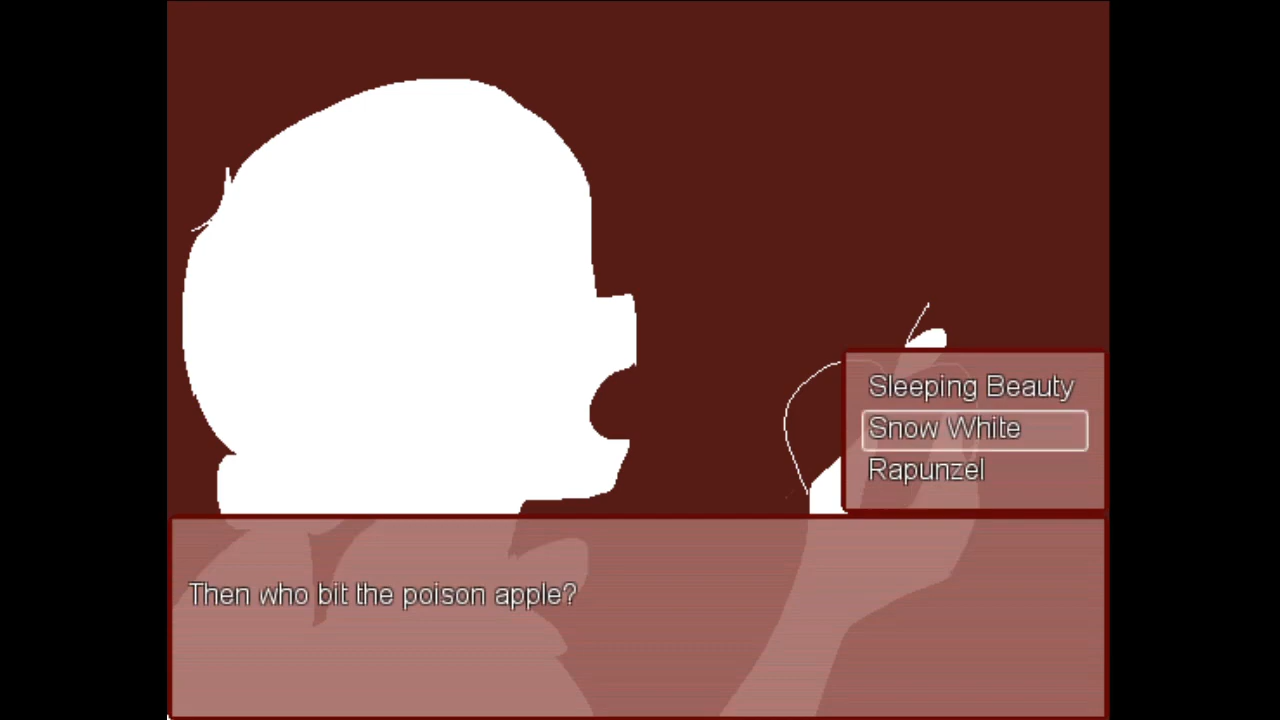 Sleeping Beauty
Snow White
Rapunzel
Then who bit the poison apple?